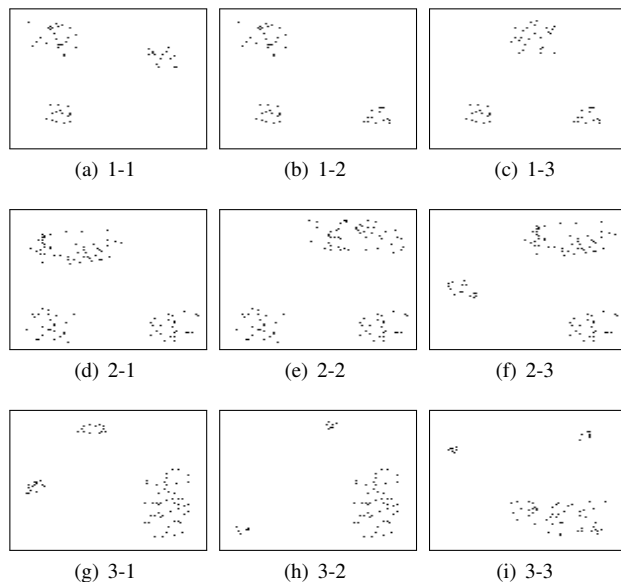 (a) 1-1 (b) 1-2 (c) 1-3
(d) 2-1 (e) 2-2 (f) 2-3
(g) 3-1 (h) 3-2 (i) 3-3